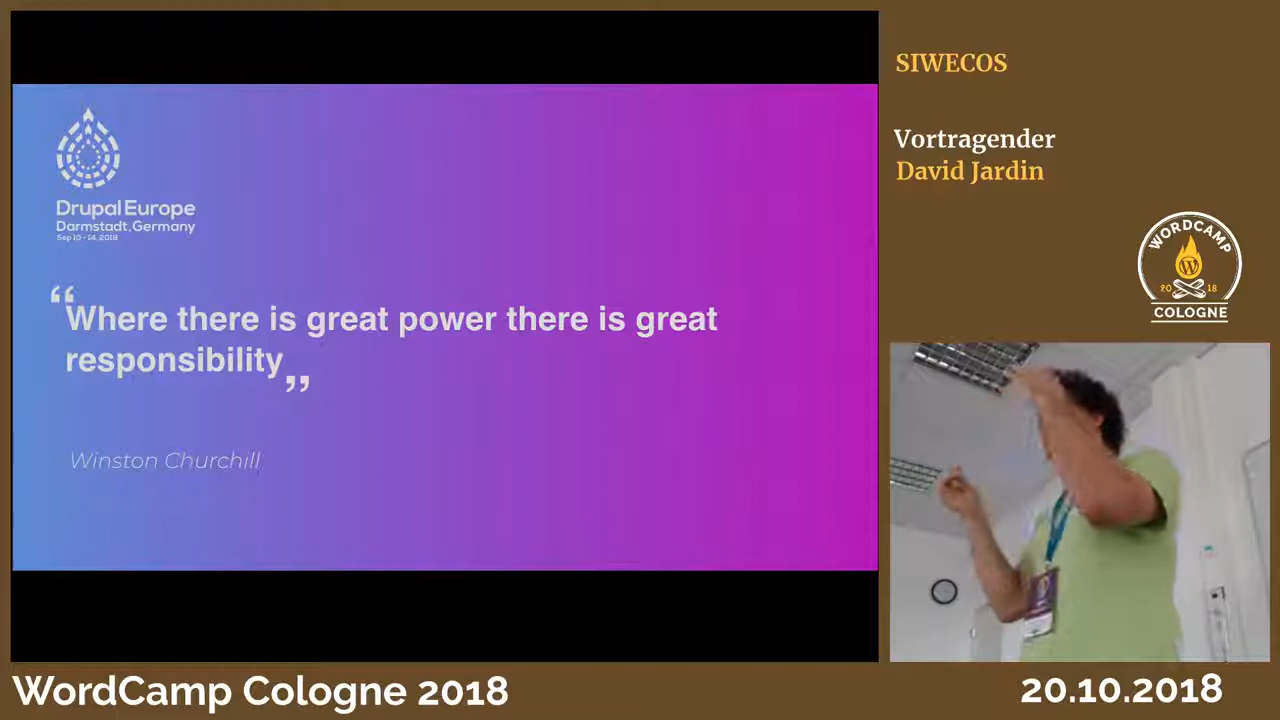 Drupal Europe
Darmstadt, Germany
Sep 10 - 14, 2018
“Where there is great power there is great
responsibility”
Winston Churchill
SIWECOS
Vortragender
David Jardin
WORDCAMP
20 18
COLOGNE
WordCamp Cologne 2018
20.10.2018